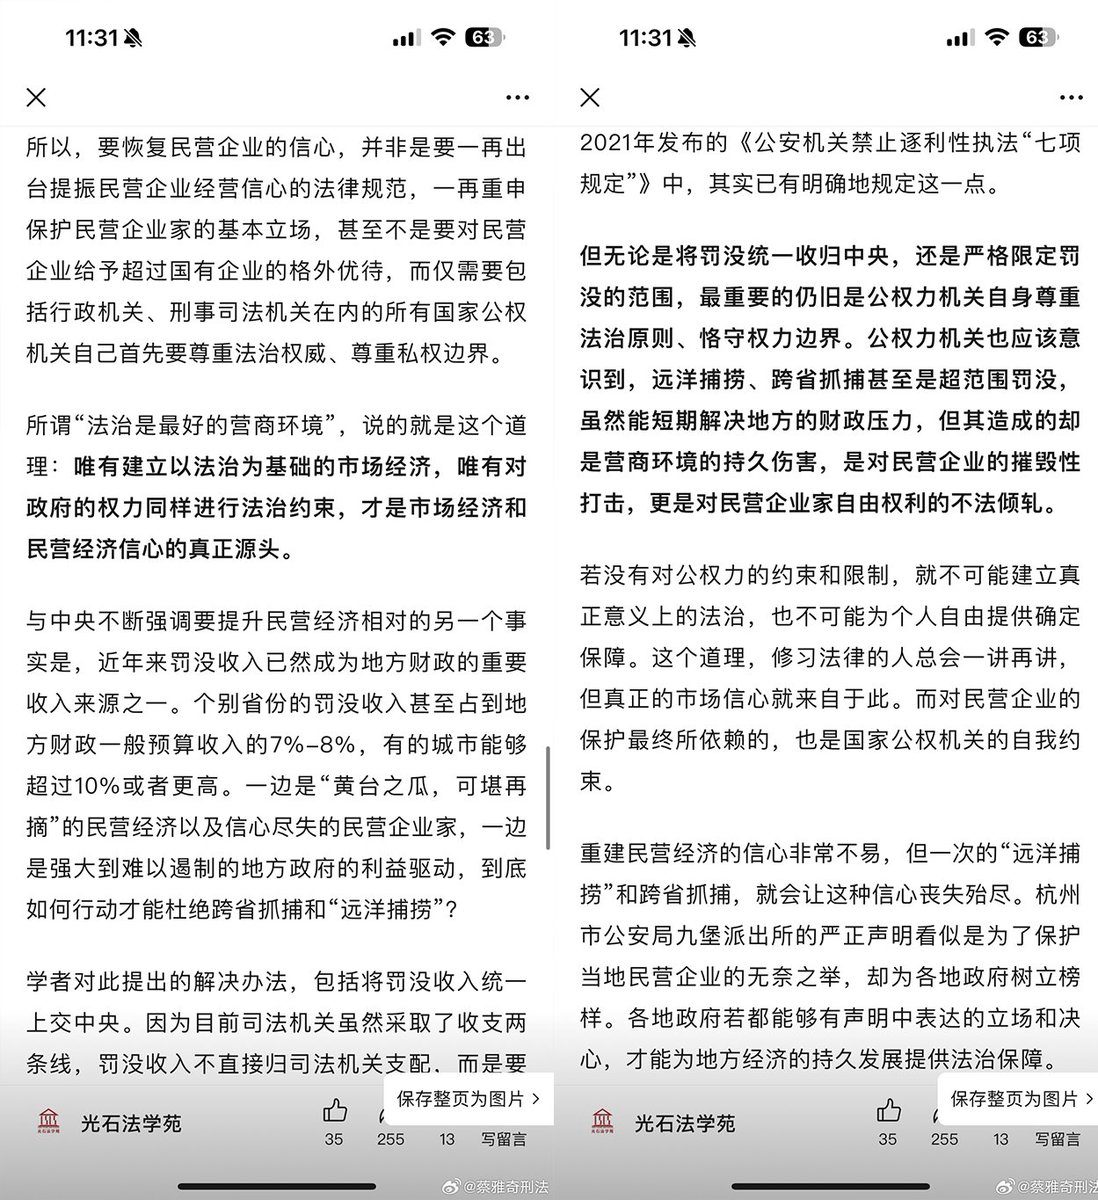 11:31
63
所以，要恢复民营企业的信心，并非是要一再出
台提振民营企业经营信心的法律规范，一再重申
保护民营企业家的基本立场，甚至不是要对民营
企业给予超过国有企业的格外优待，而仅需要包
括行政机关、刑事司法机关在内的所有国家公权
机关自己首先要尊重法治权威、尊重私权边界。
所谓“法治是最好的营商环境”，说的就是这个道
理：唯有建立以法治为基础的市场经济，唯有对
政府的权力同样进行法治约束，才是市场经济和
民营经济信心的真正源头。
与中央不断强调要提升民营经济相对的另一个事
实是，近年来罚没收入已然成为地方财政的重要
收入来源之一。个别省份的罚没收入甚至占到地
方财政一般预算收入的7%-8%，有的城市能够
超过10%或者更高。一边是“黄台之瓜，可堪再
摘”的民营经济以及信心尽失的民营企业家，一边
是强大到难以遏制的地方政府的利益驱动，到底
如何行动才能杜绝跨省抓捕和“远洋捕捞”？
学者对此提出的解决办法，包括将罚没收入统一
上交中央。因为目前司法机关虽然采取了收支两
条线，罚没收入不直接归司法机关支配，而是要
保存整页为图片 >
光石法学苑
35
255
13
写留言
@蔡雅奇刑法
11:31
63
2021年发布的《公安机关禁止逐利性执法“七项
规定”》中，其实已有明确地规定这一点。
但无论是将罚没统一收归中央，还是严格限定罚
没的范围，最重要的仍旧是公权力机关自身尊重
法治原则、恪守权力边界。公权力机关也应该意
识到，远洋捕捞、跨省抓捕甚至是超范围罚没，
虽然能短期解决地方的财政压力，但其造成的却
是营商环境的持久伤害，是对民营企业的摧毁性
打击，更是对民营企业家自由权利的不法倾轧。
若没有对公权力的约束和限制，就不可能建立真
正意义上的法治，也不可能为个人自由提供确定
保障。这个道理，修习法律的人总会一讲再讲，
但真正的市场信心就来自于此。而对民营企业的
保护最终所依赖的，也是国家公权机关的自我约
束。
重建民营经济的信心非常不易，但一次的“远洋捕
捞”和跨省抓捕，就会让这种信心丧失殆尽。杭州
市公安局九堡派出所的严正声明看似是为了保护
当地民营企业的无奈之举，却为各地政府树立榜
样。各地政府若都能够有声明中表达的立场和决
心，才能为地方经济的持久发展提供法治保障。
保存整页为图片 >
光石法学苑
35
255
13
写留言
@蔡雅奇刑法